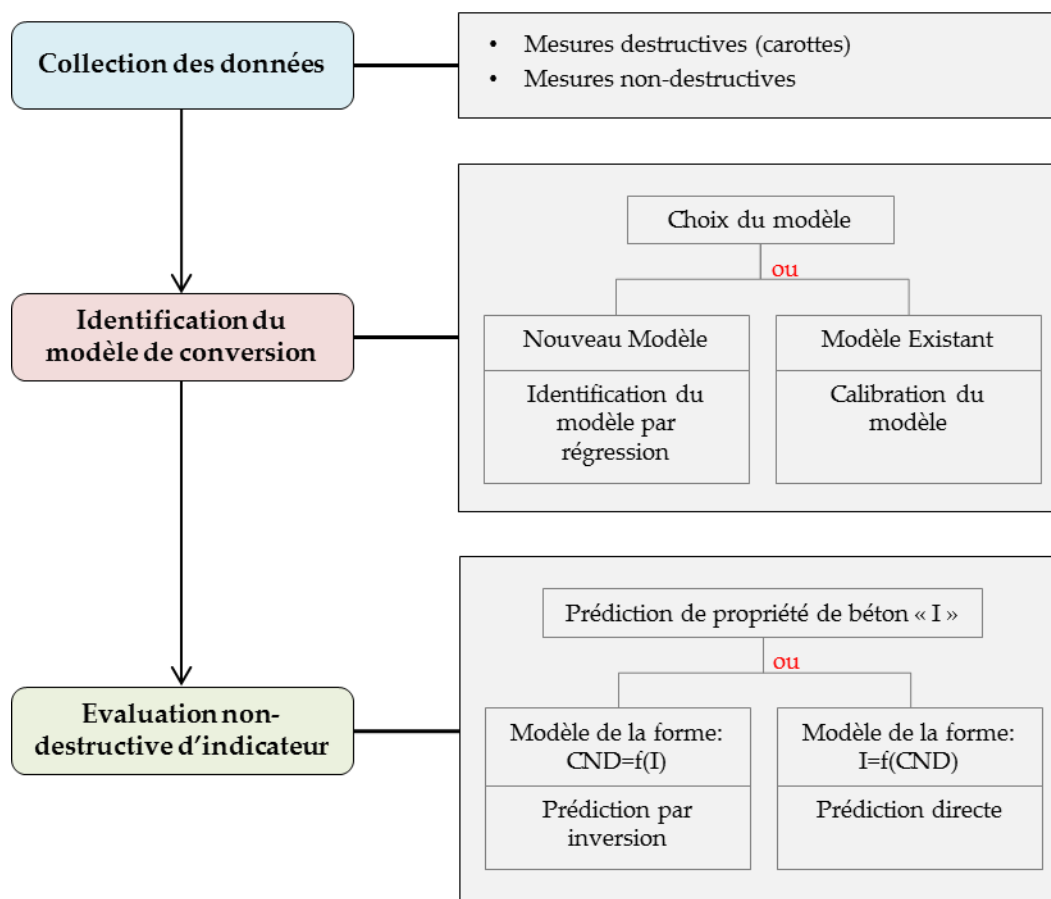 Collection des données
• Mesures destructives (carottes)
• Mesures non-destructives
Identification du
modèle de conversion
Choix du modèle
ou
Nouveau Modèle
Identification du
modèle par
régression
Modèle Existant
Calibration du
modèle
Evaluation non-
destructive d'indicateur
Prédiction de propriété de béton « I »
ou
Modèle de la forme:
CND=f(I)
Prédiction par
inversion
Modèle de la forme:
I=f(CND)
Prédiction directe